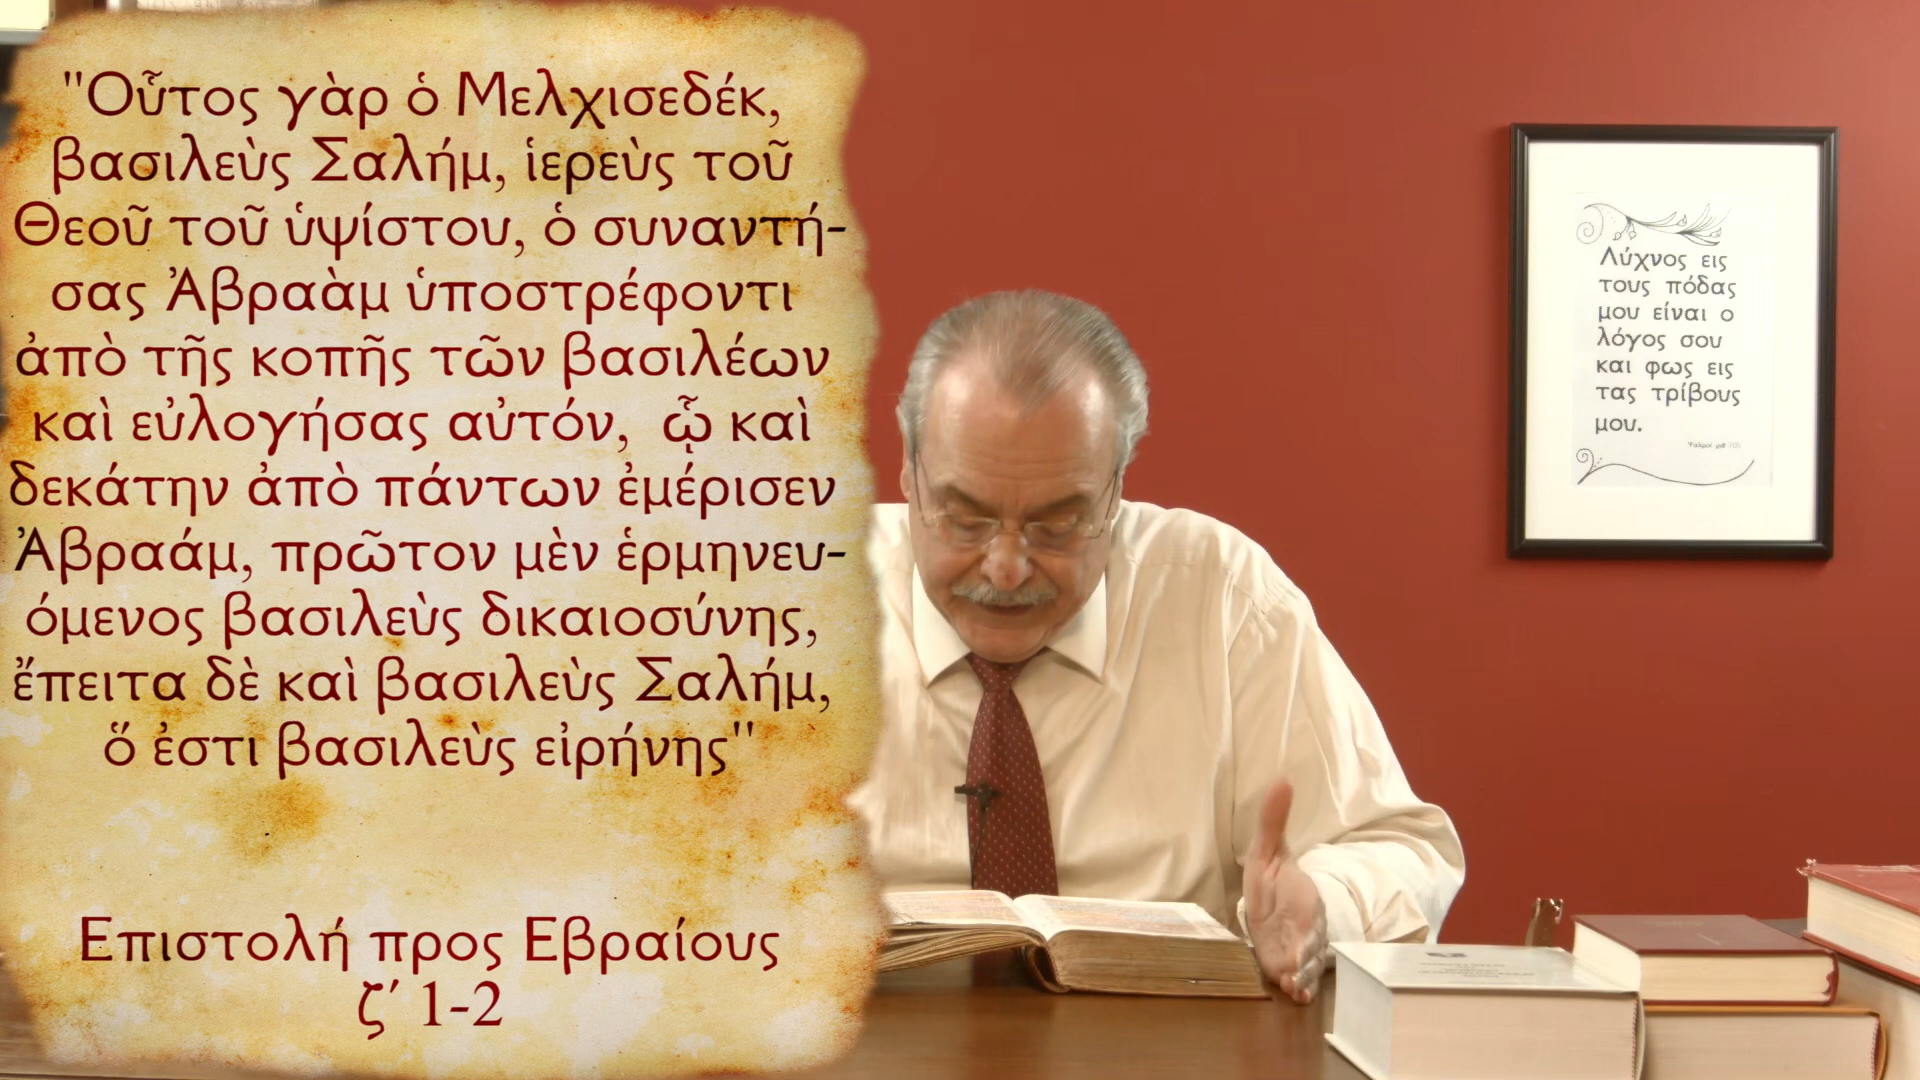 "Οὗτος γὰρ ὁ Μελχισεδέκ,
βασιλεὺς Σαλήμ, ἱερεὺς τοῦ
Θεοῦ τοῦ ὑψίστου, ὁ συναντή-
σας Ἀβραὰμ ὑποστρέφοντι
ἀπὸ τῆς κοπῆς τῶν βασιλέων
καὶ εὐλογήσας αὐτόν, ᾧ καὶ
δεκάτην ἀπὸ πάντων ἐμέρισεν
Ἀβραάμ, πρῶτον μὲν ἑρμηνευ-
όμενος βασιλεὺς δικαιοσύνης,
ἔπειτα δὲ καὶ βασιλεὺς Σαλήμ,
ὅ ἐστι βασιλεὺς εἰρήνης"
Επιστολή προς Εβραίους
ζ΄ 1-2
Λύχνος εις
τους πόδας
μου είναι ο
λόγος σου
και φως εις
τας τρίβους
μου.